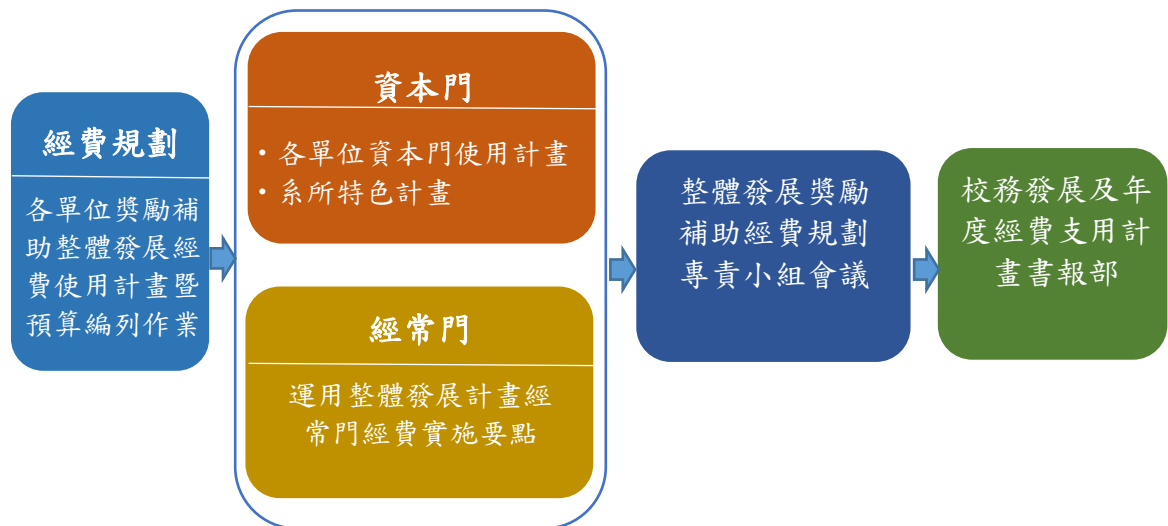 經費規劃
各單位獎勵補
助整體發展經
費使用計畫暨
預算編列作業
資本門
・各單位資本門使用計畫
・系所特色計畫
經常門
運用整體發展計畫經
常門經費實施要點
整體發展獎勵
補助經費規劃
專責小組會議
校務發展及年
度經費支用計
畫書報部